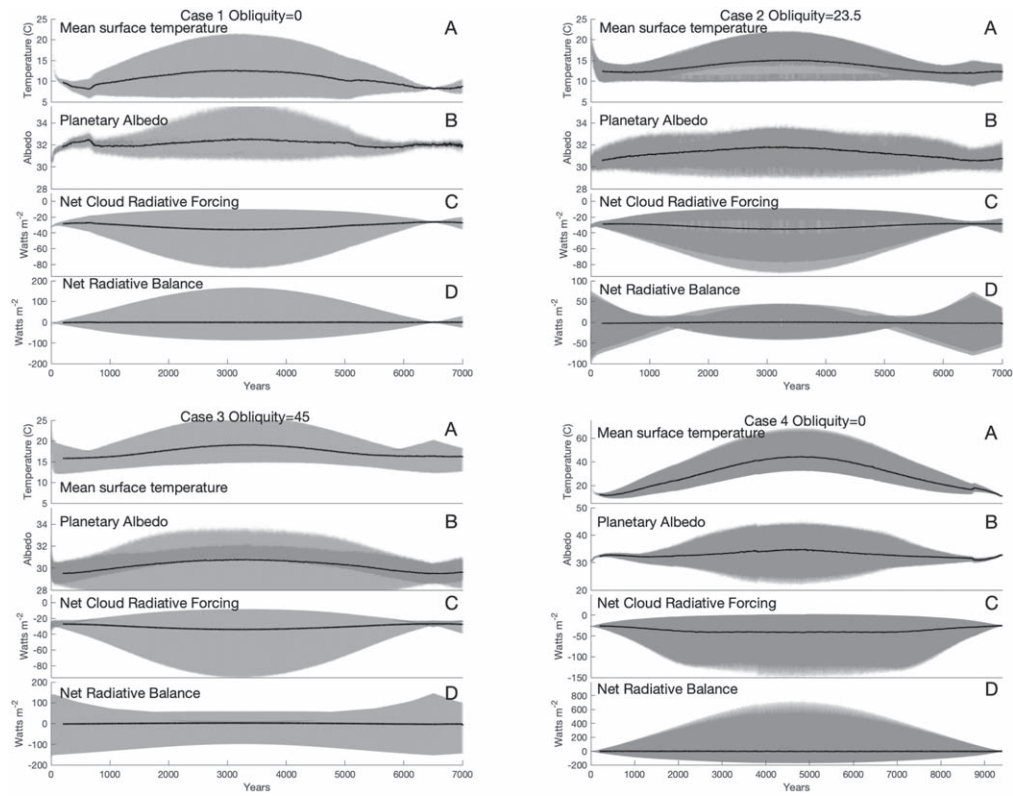 Case 1 Obliquity=0
Mean surface temperature
A
Temperature (C)
25
20
15
10
5
Planetary Albedo
B
Albedo
34
32
30
28
Net Cloud Radiative Forcing
C
Watts m⁻²
0
-20
-40
-60
-80
Net Radiative Balance
D
Watts m⁻²
200
100
0
-100
-200
0 1000 2000 3000 4000 5000 6000 7000
Years
Case 2 Obliquity=23.5
Mean surface temperature
A
Temperature (C)
25
20
15
10
5
Planetary Albedo
B
Albedo
34
32
30
28
Net Cloud Radiative Forcing
C
Watts m⁻²
0
-20
-40
-60
-80
Net Radiative Balance
D
Watts m⁻²
100
50
0
-50
-100
0 1000 2000 3000 4000 5000 6000 7000
Years
Case 3 Obliquity=45
A
Temperature (C)
25
20
15
10
5
Mean surface temperature
Planetary Albedo
B
Albedo
34
32
30
28
Net Cloud Radiative Forcing
C
Watts m⁻²
0
-20
-40
-60
-80
Net Radiative Balance
D
Watts m⁻²
200
100
0
-100
-200
0 1000 2000 3000 4000 5000 6000 7000
Years
Case 4 Obliquity=0
Mean surface temperature
A
Temperature (C)
60
40
20
Planetary Albedo
B
Albedo
50
40
30
20
Net Cloud Radiative Forcing
C
Watts m⁻²
0
-50
-100
-150
Net Radiative Balance
D
Watts m⁻²
800
600
400
200
0
-200
0 1000 2000 3000 4000 5000 6000 7000 8000 9000
Years